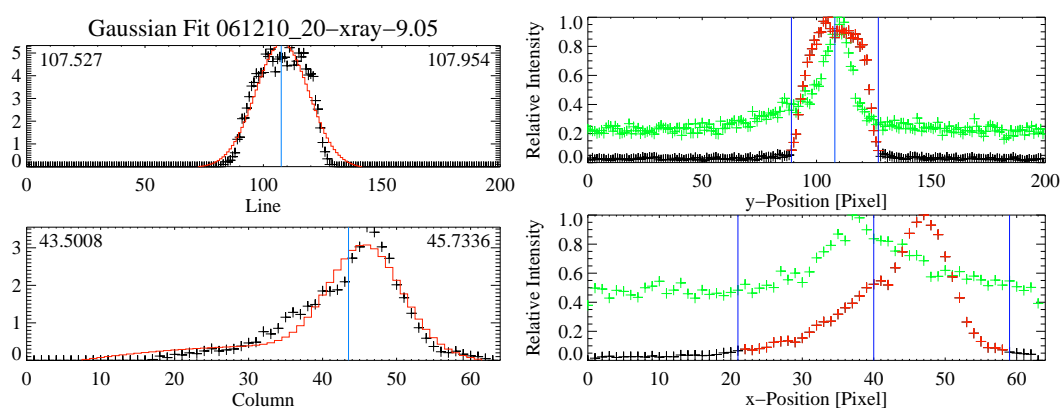 Gaussian Fit 061210_20-xray-9.05
107.527 107.954
5
4
3
2
1
0
0 50 100 150 200
Line
43.5008 45.7336
3
2
1
0
0 10 20 30 40 50 60
Column
Relative Intensity
1.0
0.8
0.6
0.4
0.2
0.0
0 50 100 150 200
y-Position [Pixel]
Relative Intensity
1.0
0.8
0.6
0.4
0.2
0.0
0 10 20 30 40 50 60
x-Position [Pixel]